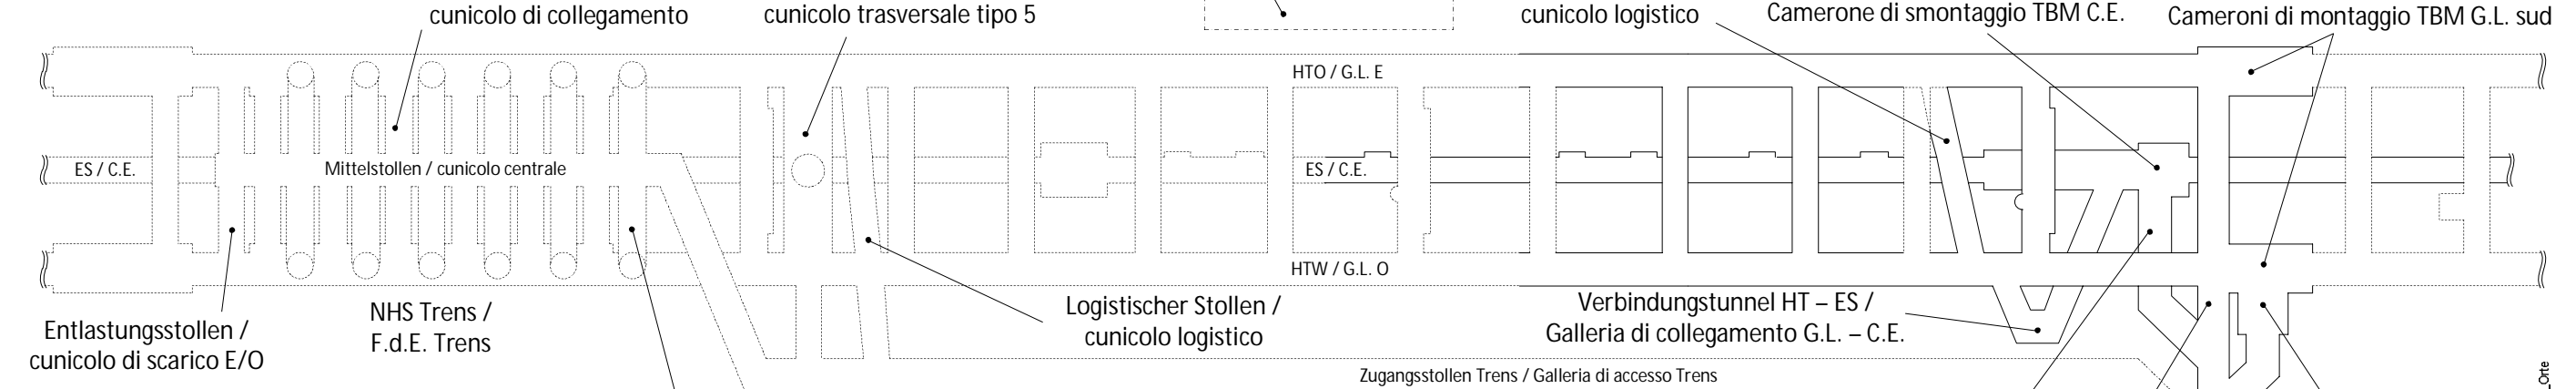 cunicolo di collegamento
cunicolo trasversale tipo 5
cunicolo logistico
Camerone di smontaggio TBM C.E.
Cameroni di montaggio TBM G.L. sud
HTO / G.L. E
ES / C.E.
Mittelstollen / cunicolo centrale
ES / C.E.
HTW / G.L. O
Entlastungsstollen /
cunicolo di scarico E/O
NHS Trens /
F.d.E. Trens
Logistischer Stollen /
cunicolo logistico
Verbindungstunnel HT – ES /
Galleria di collegamento G.L. – C.E.
Zugangsstollen Trens / Galleria di accesso Trens
Orte